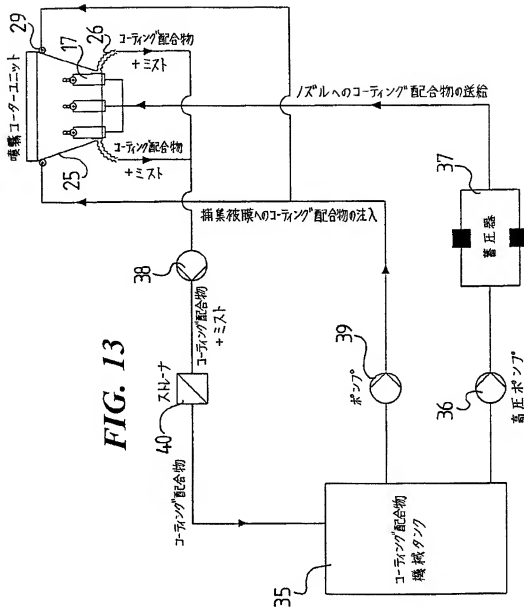 FIG. 13
噴霧コーターユニット
29
17
26
25
コーティング配合物
+ミスト
コーティング配合物
+ミスト
ノズルへのコーティング配合物の送給
捕集被膜へのコーティング配合物の注入
38
コーティング配合物
+ミスト
ストレーナ
40
コーティング配合物
39
ポンプ
37
蓄圧器
36
高圧ポンプ
35
コーティング配合物
機械タンク